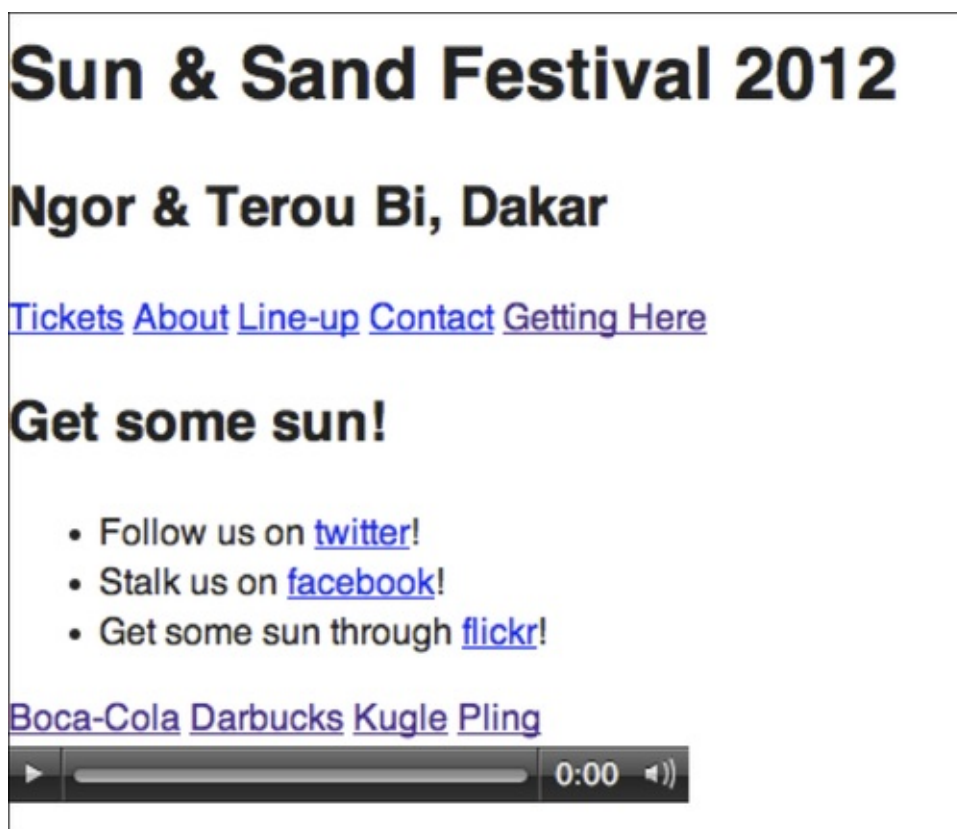 Sun & Sand Festival 2012
Ngor & Terou Bi, Dakar
Tickets About Line-up Contact Getting Here
Get some sun!
• Follow us on twitter!
• Stalk us on facebook!
• Get some sun through flickr!
Boca-Cola Darbucks Kugle Pling
0:00